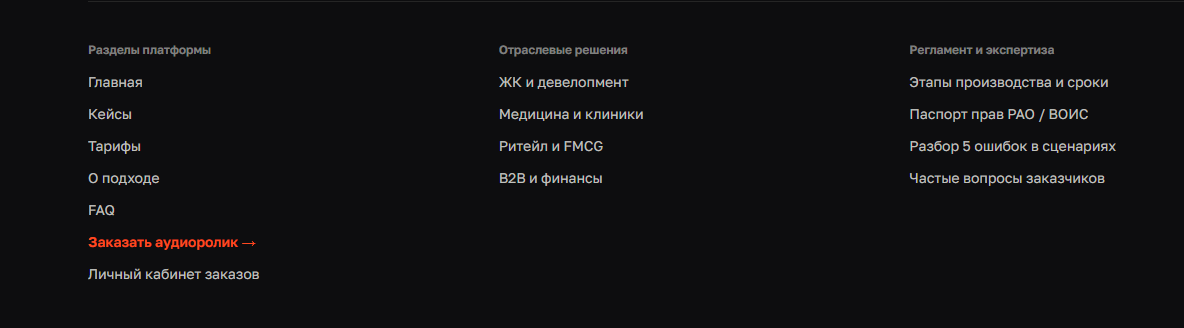 Разделы платформы
Главная
Кейсы
Тарифы
О подходе
FAQ
Заказать аудиоролик →
Личный кабинет заказов
Отраслевые решения
ЖК и девелопмент
Медицина и клиники
Ритейл и FMCG
B2B и финансы
Регламент и экспертиза
Этапы производства и сроки
Паспорт прав РАО / ВОИС
Разбор 5 ошибок в сценариях
Частые вопросы заказчиков